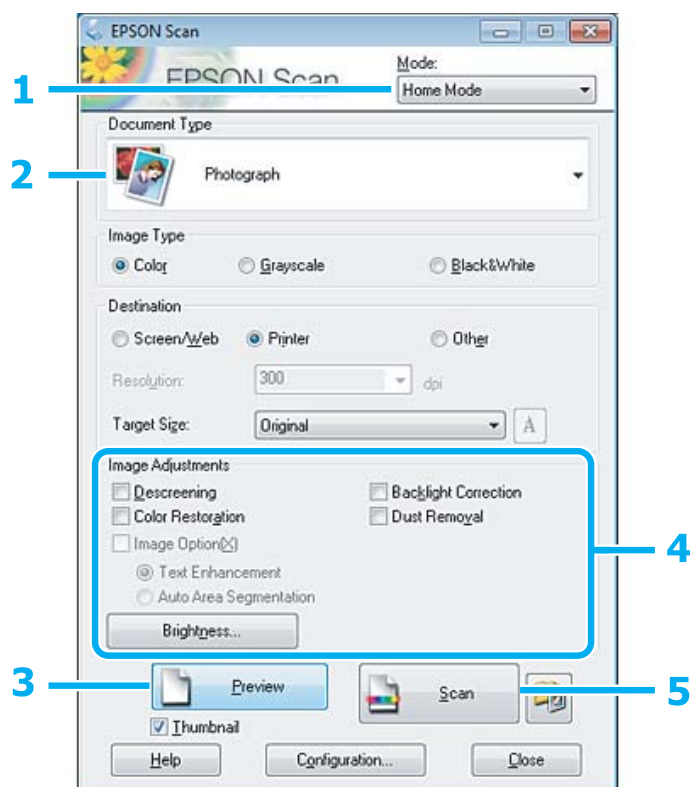 EPSON Scan
EPSON Scan
Mode:
1
Home Mode
Document Type
2
Photograph
Image Type
Color
Grayscale
Black&White
Destination
Screen/Web
Printer
Other
Resolution:
300
dpi
Target Size:
Original
A
Image Adjustments
Descreening
Backlight Correction
Color Restoration
Dust Removal
Image Option(X)
4
Text Enhancement
Auto Area Segmentation
Brightness...
3
Preview
Scan
5
Thumbnail
Help
Configuration...
Close